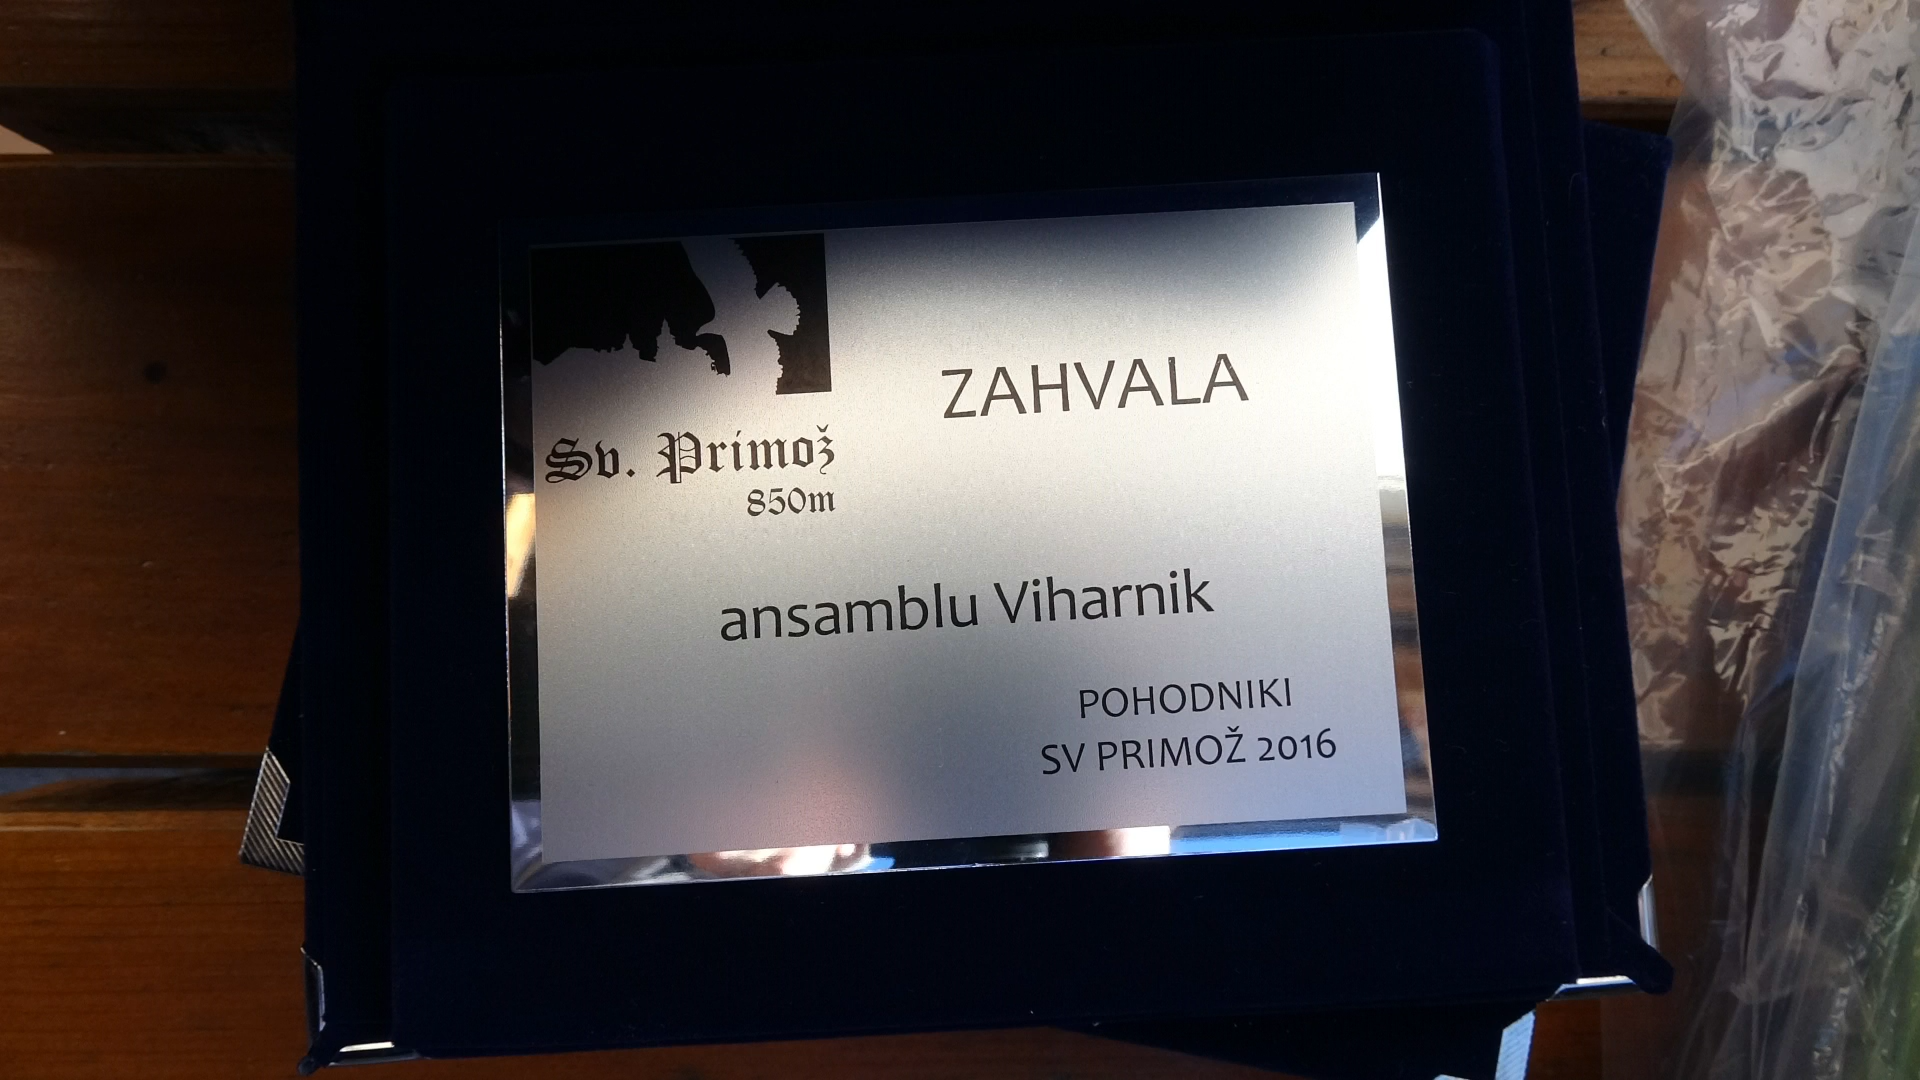 Sv. Primož
850m
ZAHVALA
ansamblu Viharnik
POHODNIKI
SV PRIMOŽ 2016